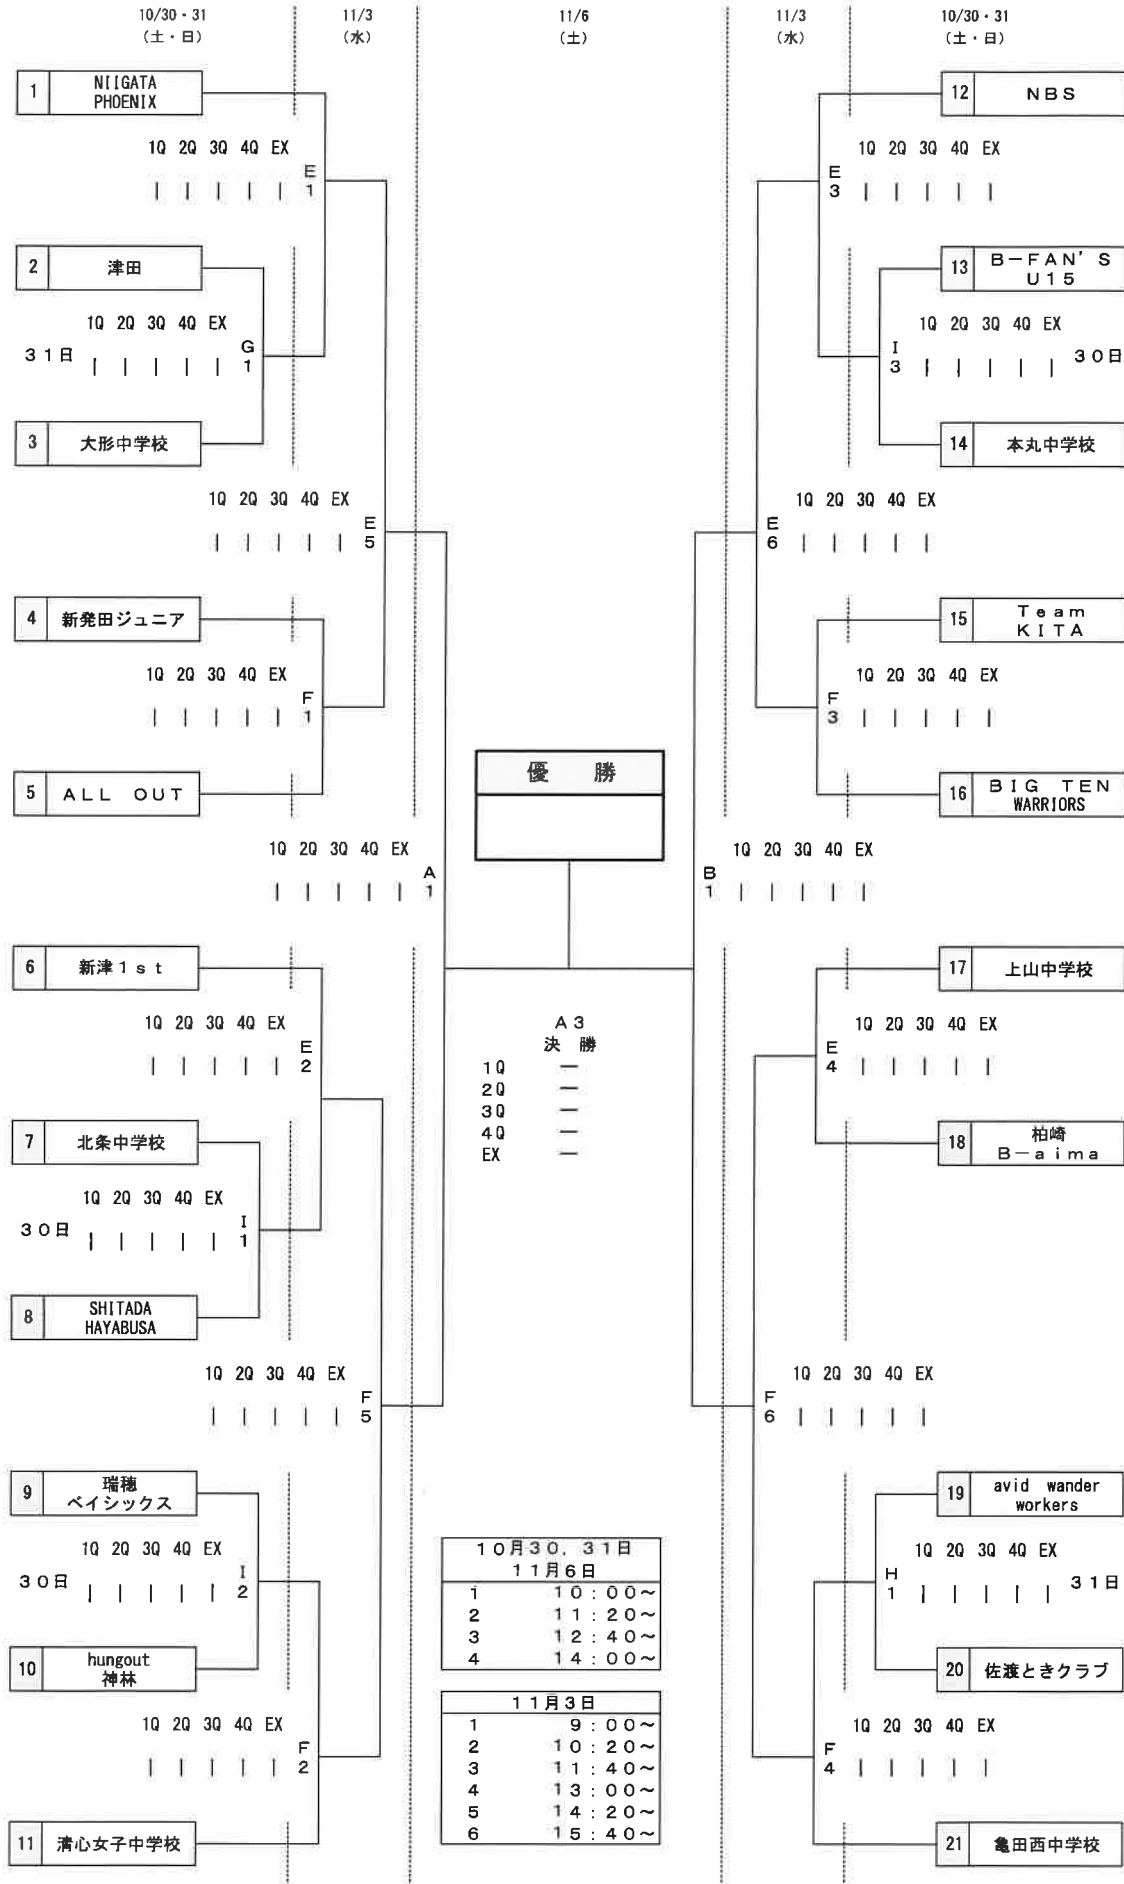 10/30・31
(土・日)
11/3
(水)
11/6
(土)
11/3
(水)
10/30・31
(土・日)
1 NIIGATA
PHOENIX
12 ＮＢＳ
1Q 2Q 3Q 4Q EX
Ｅ
1
Ｅ
3
1Q 2Q 3Q 4Q EX
2 津田
13 Ｂ－ＦＡＮ'Ｓ
Ｕ１５
1Q 2Q 3Q 4Q EX
３１日
Ｇ
1
Ｉ
3
1Q 2Q 3Q 4Q EX
３０日
3 大形中学校
14 本丸中学校
1Q 2Q 3Q 4Q EX
Ｅ
5
Ｅ
6
1Q 2Q 3Q 4Q EX
4 新発田ジュニア
15 Ｔｅａｍ
ＫＩＴＡ
1Q 2Q 3Q 4Q EX
Ｆ
1
Ｆ
3
1Q 2Q 3Q 4Q EX
優　勝
5 ＡＬＬ　ＯＵＴ
16 ＢＩＧ　ＴＥＮ
WARRIORS
1Q 2Q 3Q 4Q EX
Ａ
1
Ｂ
1
1Q 2Q 3Q 4Q EX
6 新津１ｓｔ
17 上山中学校
1Q 2Q 3Q 4Q EX
Ｅ
2
Ａ３
決　勝
１Ｑ　－
２Ｑ　－
３Ｑ　－
４Ｑ　－
EX　－
Ｅ
4
1Q 2Q 3Q 4Q EX
7 北条中学校
18 柏崎
Ｂ－ａｉｍａ
1Q 2Q 3Q 4Q EX
３０日
Ｉ
1
8 SHITADA
HAYABUSA
1Q 2Q 3Q 4Q EX
Ｆ
5
Ｆ
6
1Q 2Q 3Q 4Q EX
9 瑞穂
ベイシックス
19 avid wander
workers
1Q 2Q 3Q 4Q EX
３０日
Ｉ
2
Ｈ
1
1Q 2Q 3Q 4Q EX
３１日
10 hungout
神林
20 佐渡ときクラブ
1Q 2Q 3Q 4Q EX
Ｆ
2
Ｆ
4
1Q 2Q 3Q 4Q EX
11 清心女子中学校
21 亀田西中学校
１０月３０，３１日
１１月６日
1　１０：００～
2　１１：２０～
3　１２：４０～
4　１４：００～
１１月３日
1　９：００～
2　１０：２０～
3　１１：４０～
4　１３：００～
5　１４：２０～
6　１５：４０～